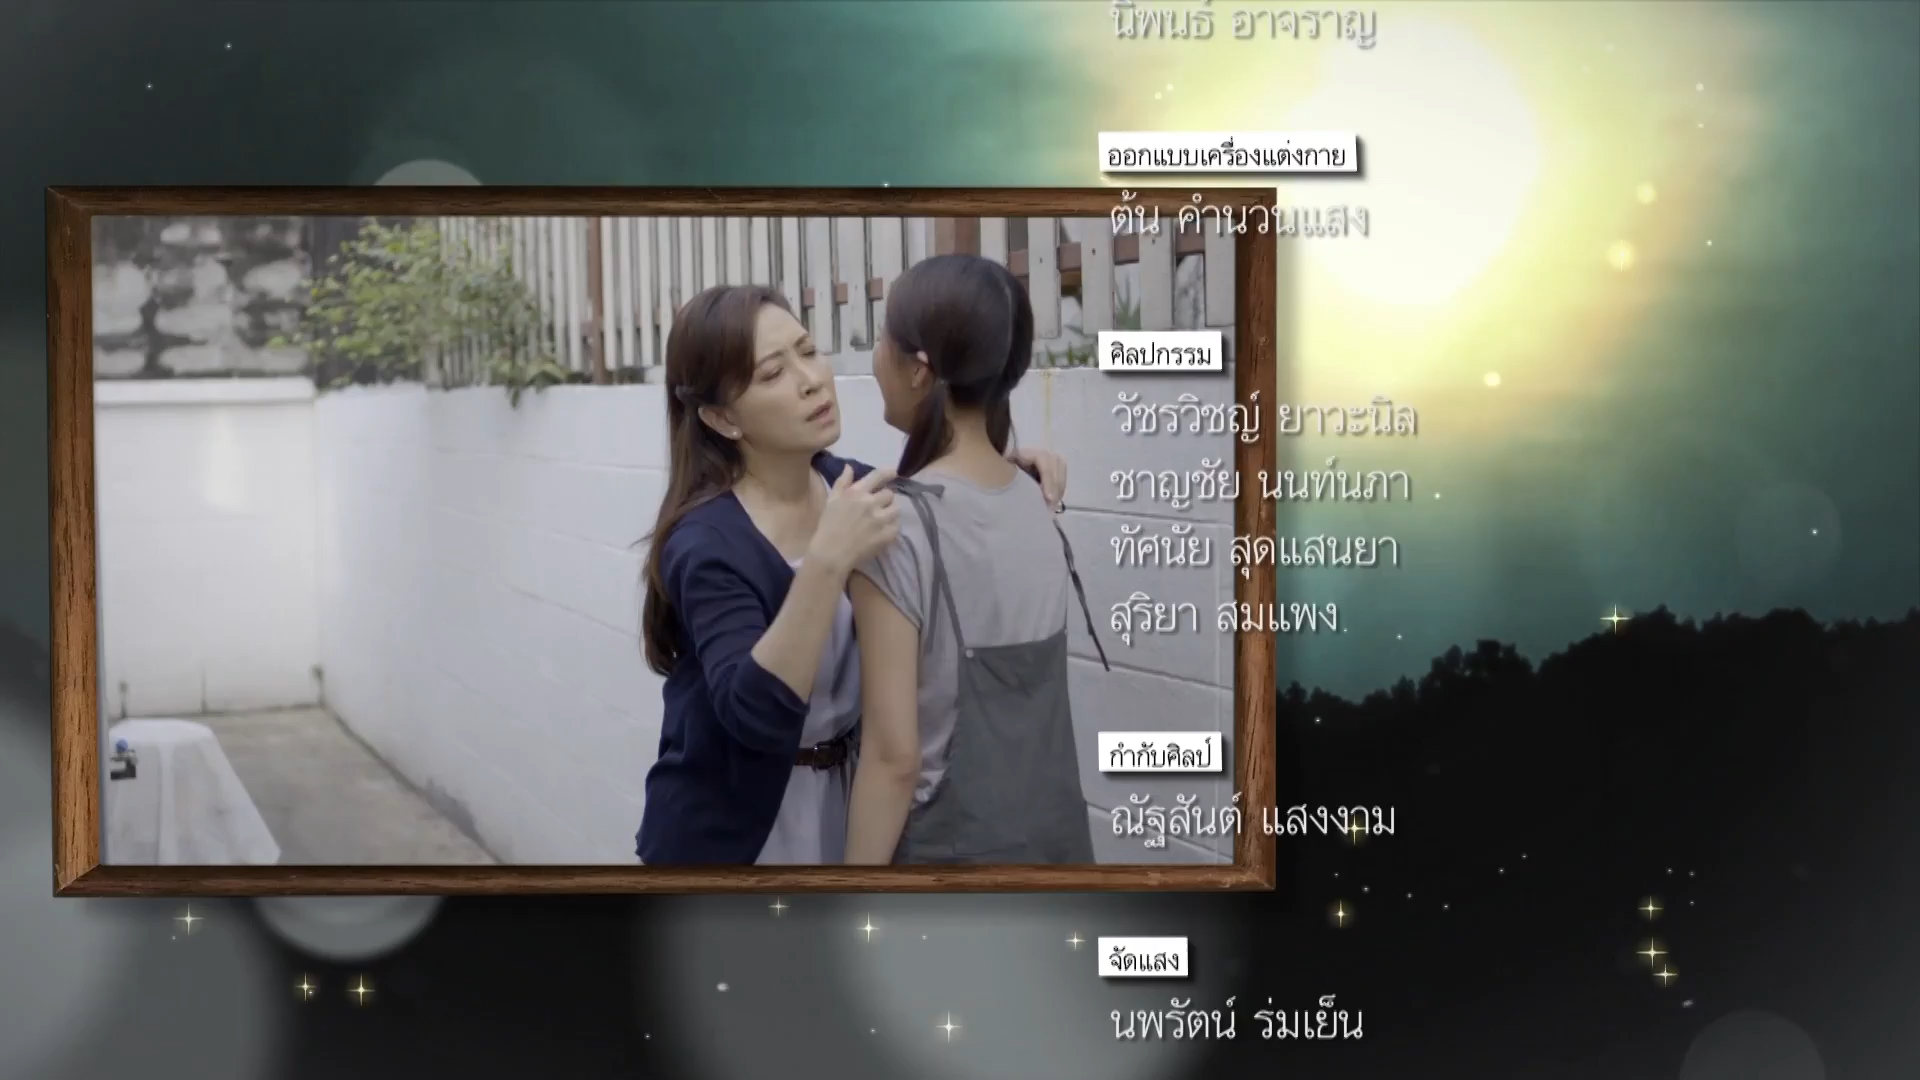 นิพนธ์ อาจราญ
ออกแบบเครื่องแต่งกาย
ต้น คำนวนแสง
ศิลปกรรม
วัชรวิชญ์ ยาวะนิล
ชาญชัย นนท์นภา
ทัศนัย สุดแสนยา
สุริยา สมแพง
กำกับศิลป์
ณัฐสันต์ แสงงาม
จัดแสง
นพรัตน์ ร่มเย็น